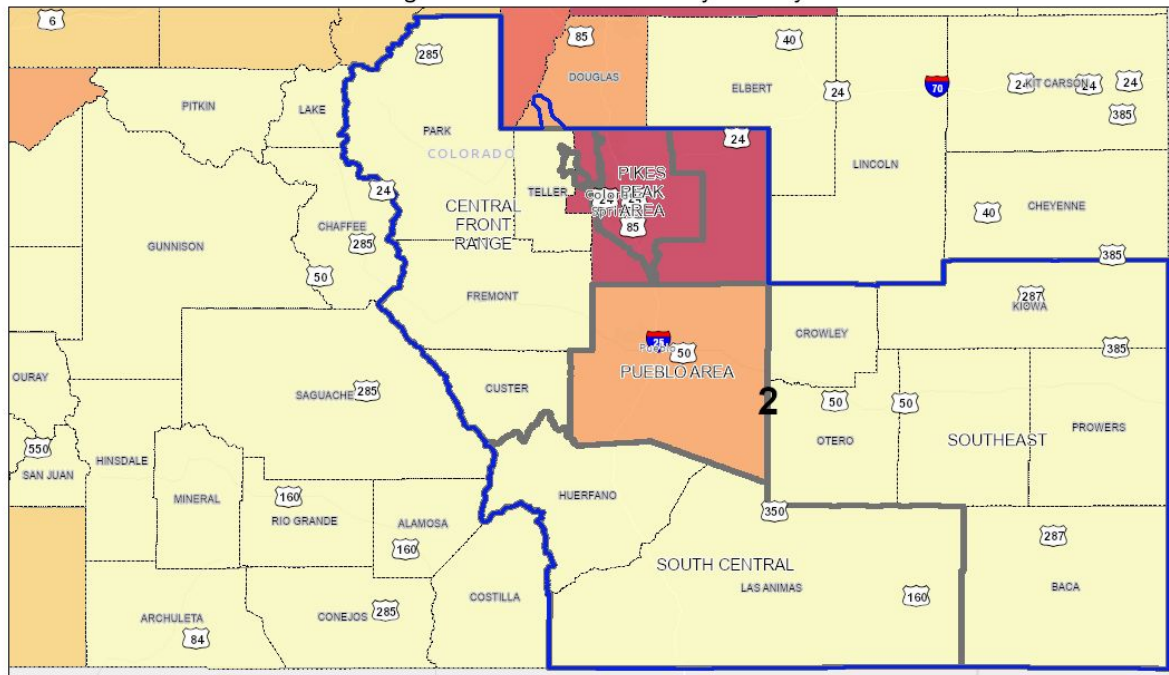 6
285
85
40
DOUGLAS
24
70
24
KIT CARSON
24
24
385
PITKIN
LAKE
ELBERT
PARK
COLORADO
24
LINCOLN
PIKES
PEAK
AREA
24
85
24
TELLER
CENTRAL
FRONT
RANGE
CHEYENNE
40
CHAFFEE
285
GUNNISON
50
385
FREMONT
287
KIOWA
CROWLEY
25
50
PUEBLO AREA
385
OURAY
CUSTER
SAGUACHE
285
2
50
50
OTERO
SOUTHEAST
PROWERS
550
SAN JUAN
HINSDALE
MINERAL
160
RIO GRANDE
HUERFANO
ALAMOSA
160
350
287
SOUTH CENTRAL
LAS ANIMAS
160
BACA
COSTILLA
ARCHULETA
84
CONEJOS
285